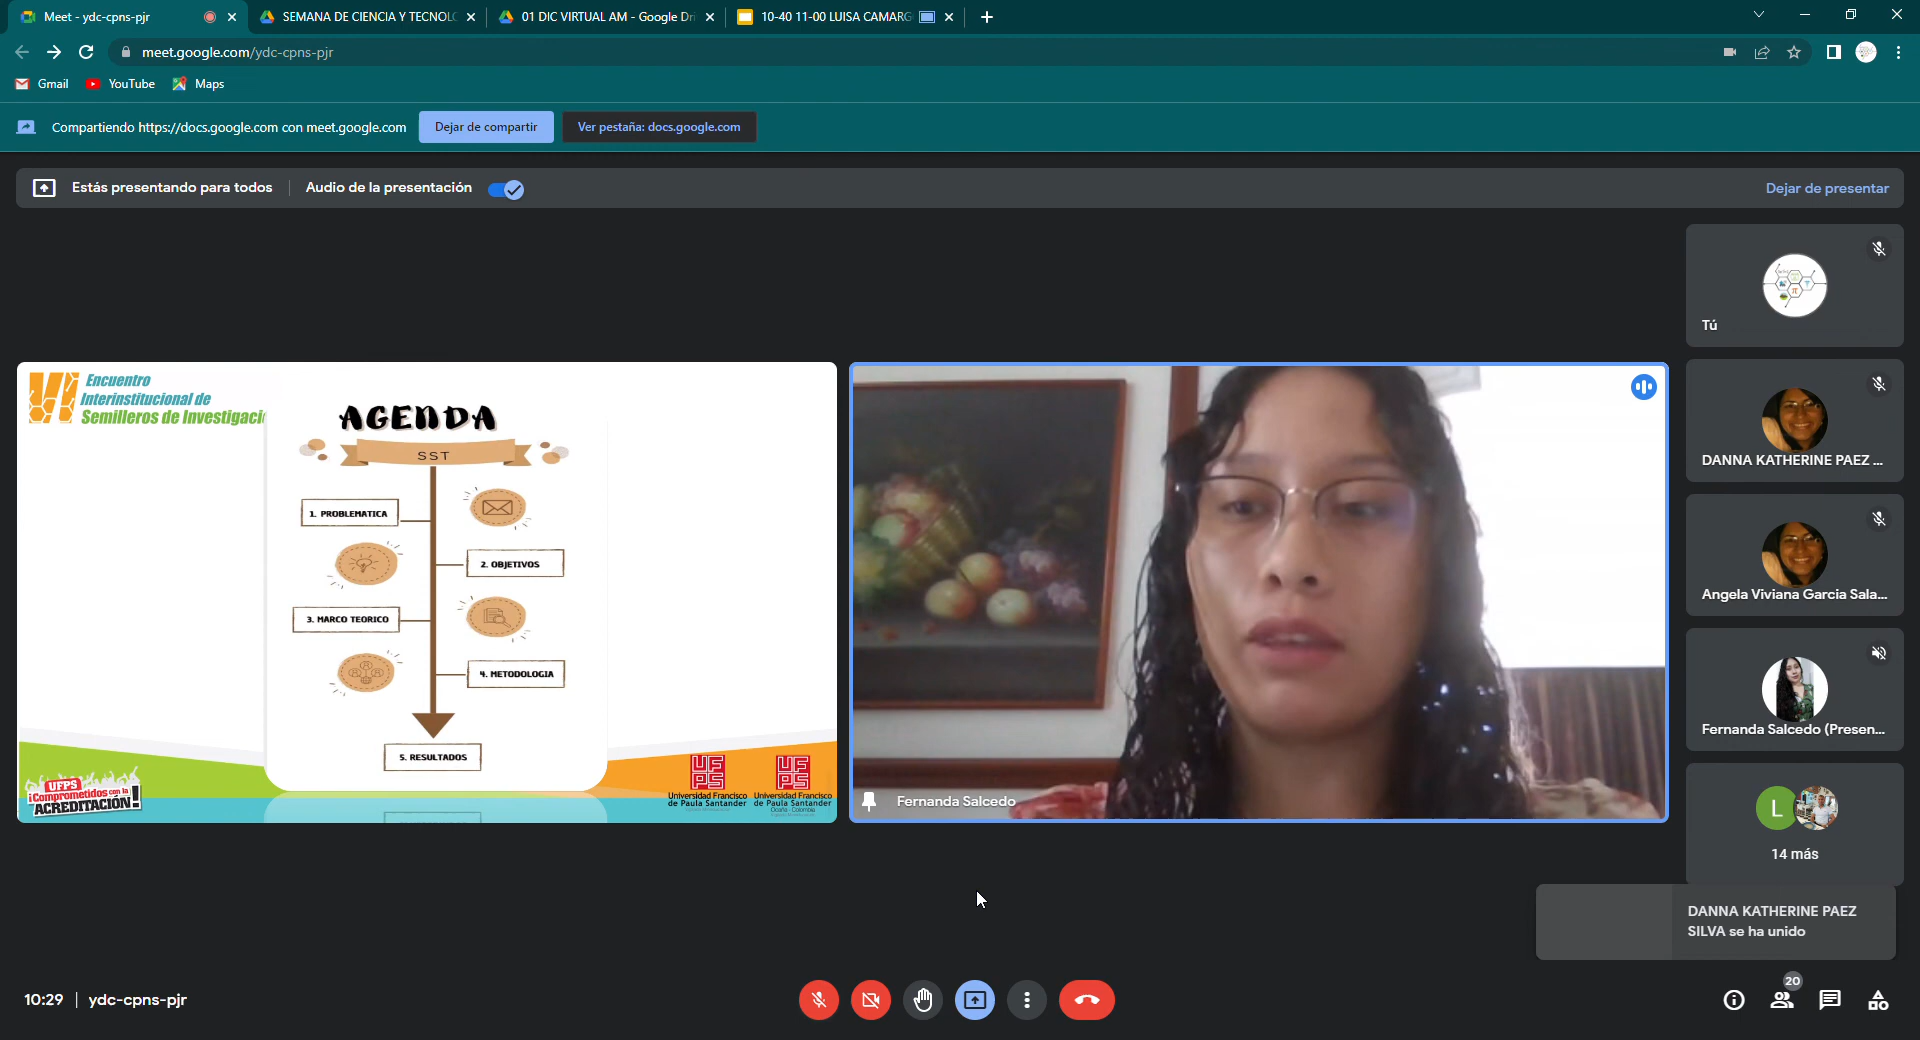 Meet - ydc-cpns-pjr
SEMANA DE CIENCIA Y TECNOLO
01 DIC VIRTUAL AM - Google Dri
10-40 11-00 LUISA CAMARG
meet.google.com/ydc-cpns-pjr
Gmail
YouTube
Maps
Compartiendo https://docs.google.com con meet.google.com
Dejar de compartir
Ver pestaña: docs.google.com
Estás presentando para todos
Audio de la presentación
Dejar de presentar
Encuentro
Interinstitucional de
Semilleros de Investigaci
AGENDA
SST
1. PROBLEMATICA
2. OBJETIVOS
3. MARCO TEORICO
4. METODOLOGIA
5. RESULTADOS
UFPS
¡Comprometidos con la
ACREDITACIÓN!
UFPS
Universidad Francisco
de Paula Santander
UFPS
Universidad Francisco
de Paula Santander
Ocaña - Colombia
Fernanda Salcedo
Tú
DANNA KATHERINE PAEZ ...
Angela Viviana Garcia Sala...
Fernanda Salcedo (Presen...
L
14 más
DANNA KATHERINE PAEZ
SILVA se ha unido
10:29 | ydc-cpns-pjr
20